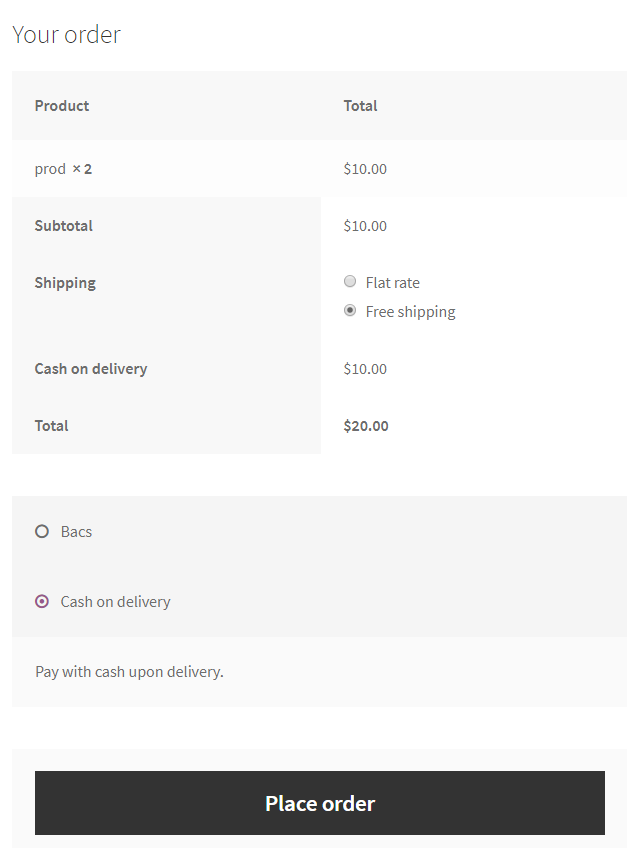 Your order
Product Total
prod × 2 $10.00
Subtotal $10.00
Shipping Flat rate
Free shipping
Cash on delivery $10.00
Total $20.00
Bacs
Cash on delivery
Pay with cash upon delivery.
Place order